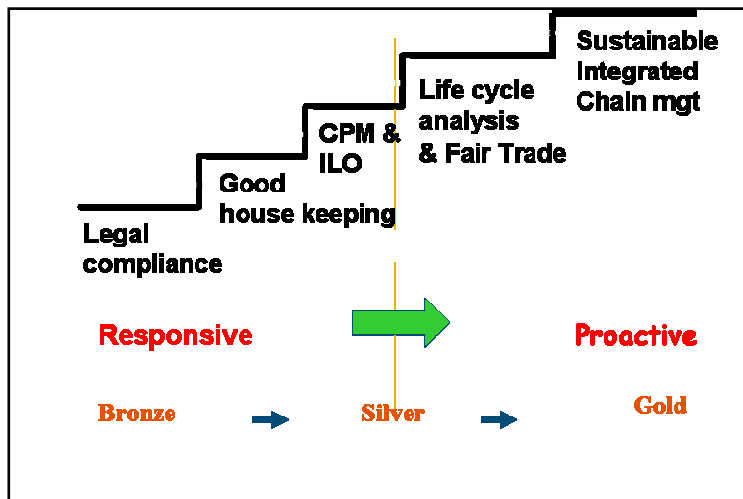 Sustainable
Integrated
Chain mgt
Life cycle
analysis
& Fair Trade
CPM &
ILO
Good
house keeping
Legal
compliance
Responsive
Proactive
Bronze
Silver
Gold